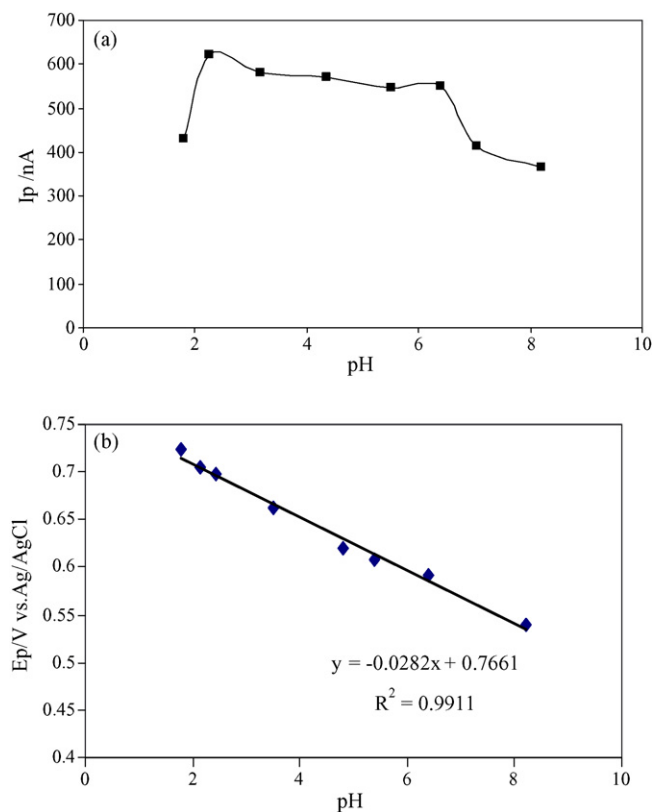 (a)
700
600
500
400
300
200
100
0
Ip /nA
0 2 4 6 8 10
pH
(b)
0.75
0.7
0.65
0.6
0.55
0.5
0.45
0.4
Ep/V vs.Ag/AgCl
y = -0.0282x + 0.7661
R² = 0.9911
0 2 4 6 8 10
pH